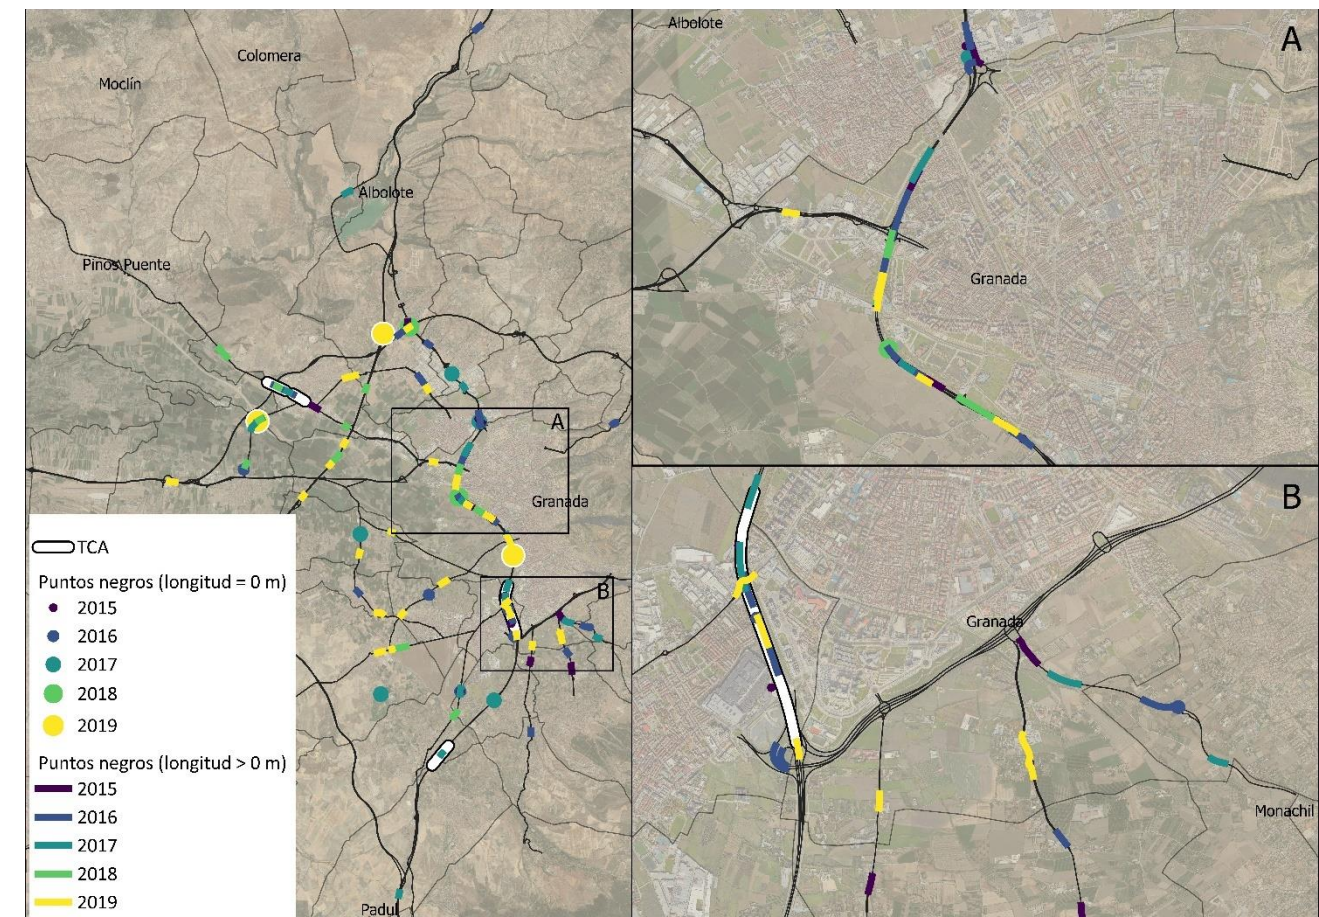 Colomera
Moclín
Albolote
Pinos Puente
A
Granada
B
Padul
TCA
Puntos negros (longitud = 0 m)
2015
2016
2017
2018
2019
Puntos negros (longitud > 0 m)
2015
2016
2017
2018
2019
Albolote
A
Granada
B
Granada
Monachil